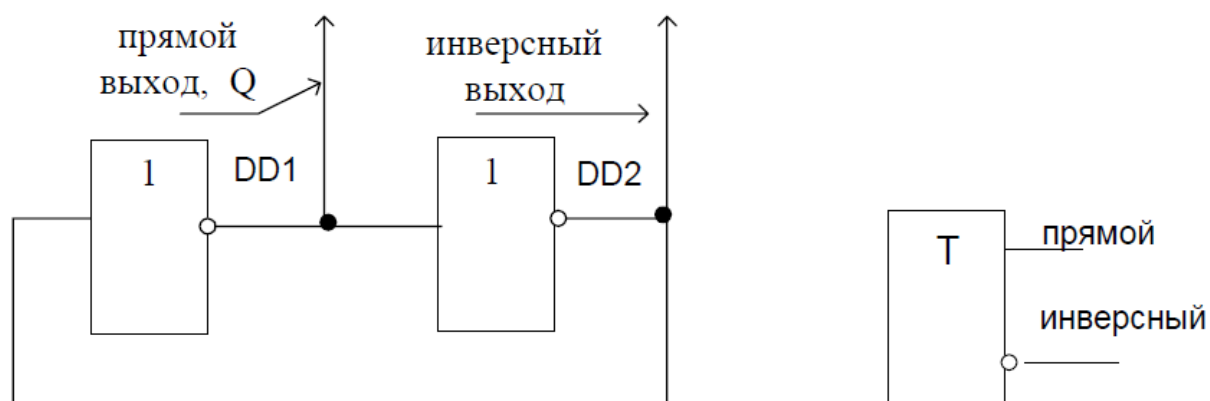 прямой
выход, Q
инверсный
выход
1
DD1
1
DD2
T
прямой
инверсный